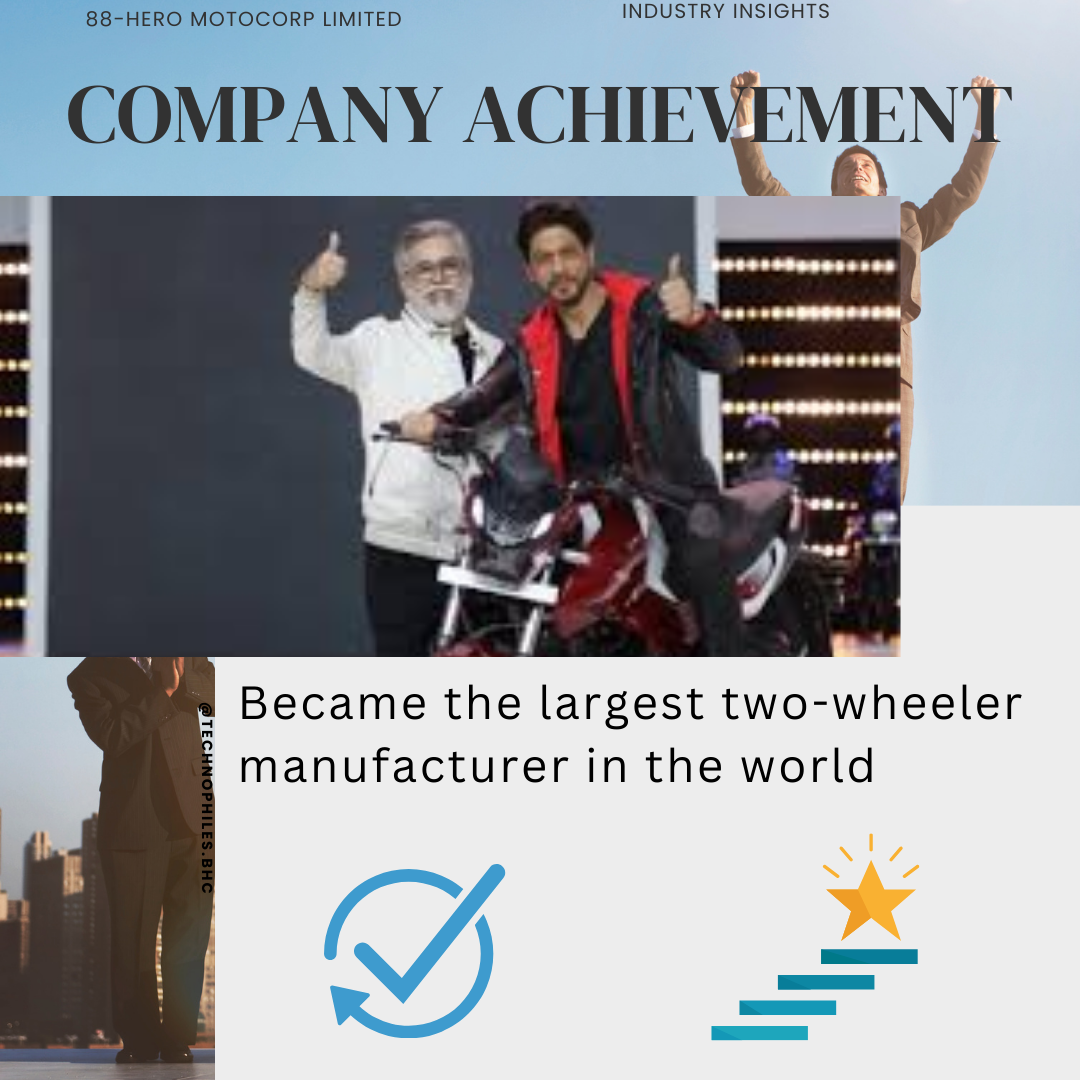 88-HERO MOTOCORP LIMITED
INDUSTRY INSIGHTS
COMPANY ACHIEVEMENT
Became the largest two-wheeler
manufacturer in the world
@TECHNOPHILES.BHC